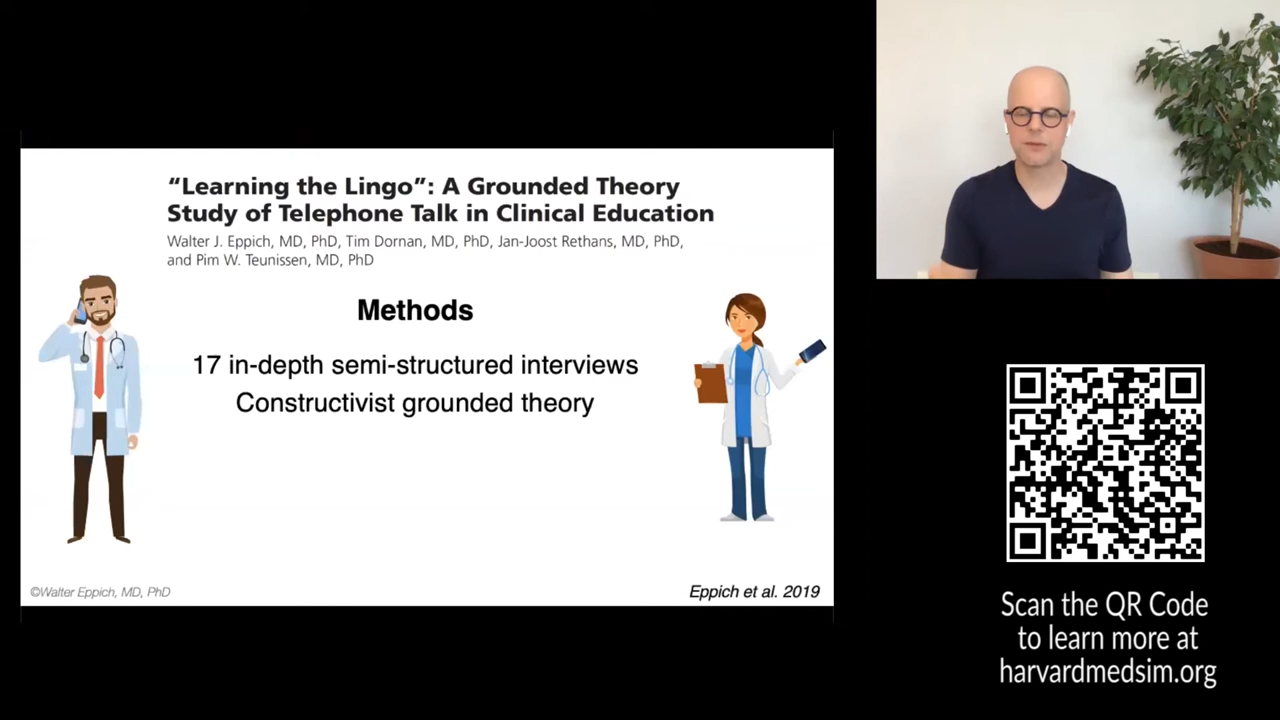 “Learning the Lingo”: A Grounded Theory
Study of Telephone Talk in Clinical Education
Walter J. Eppich, MD, PhD, Tim Dornan, MD, PhD, Jan-Joost Rethans, MD, PhD,
and Pim W. Teunissen, MD, PhD
Methods
17 in-depth semi-structured interviews
Constructivist grounded theory
©Walter Eppich, MD, PhD
Eppich et al. 2019
Scan the QR Code
to learn more at
harvardmedsim.org